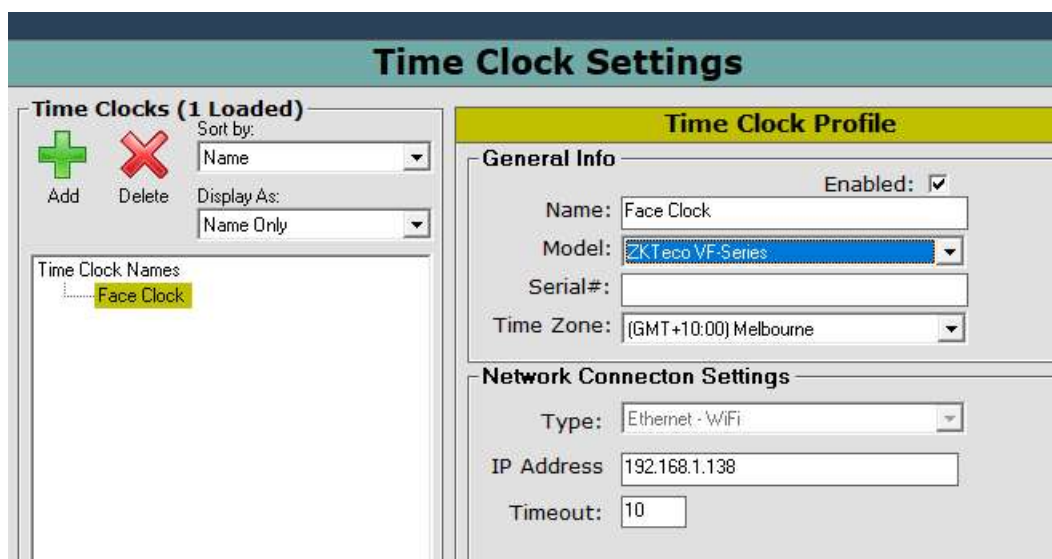 Time Clock Settings
Time Clocks (1 Loaded)
Sort by:
Name
Add
Delete
Display As:
Name Only
Time Clock Names
Face Clock
Time Clock Profile
General Info
Enabled:
Name: Face Clock
Model: ZKTeco VF-Series
Serial#:
Time Zone: (GMT+10:00) Melbourne
Network Connecton Settings
Type: Ethernet - WiFi
IP Address 192.168.1.138
Timeout: 10